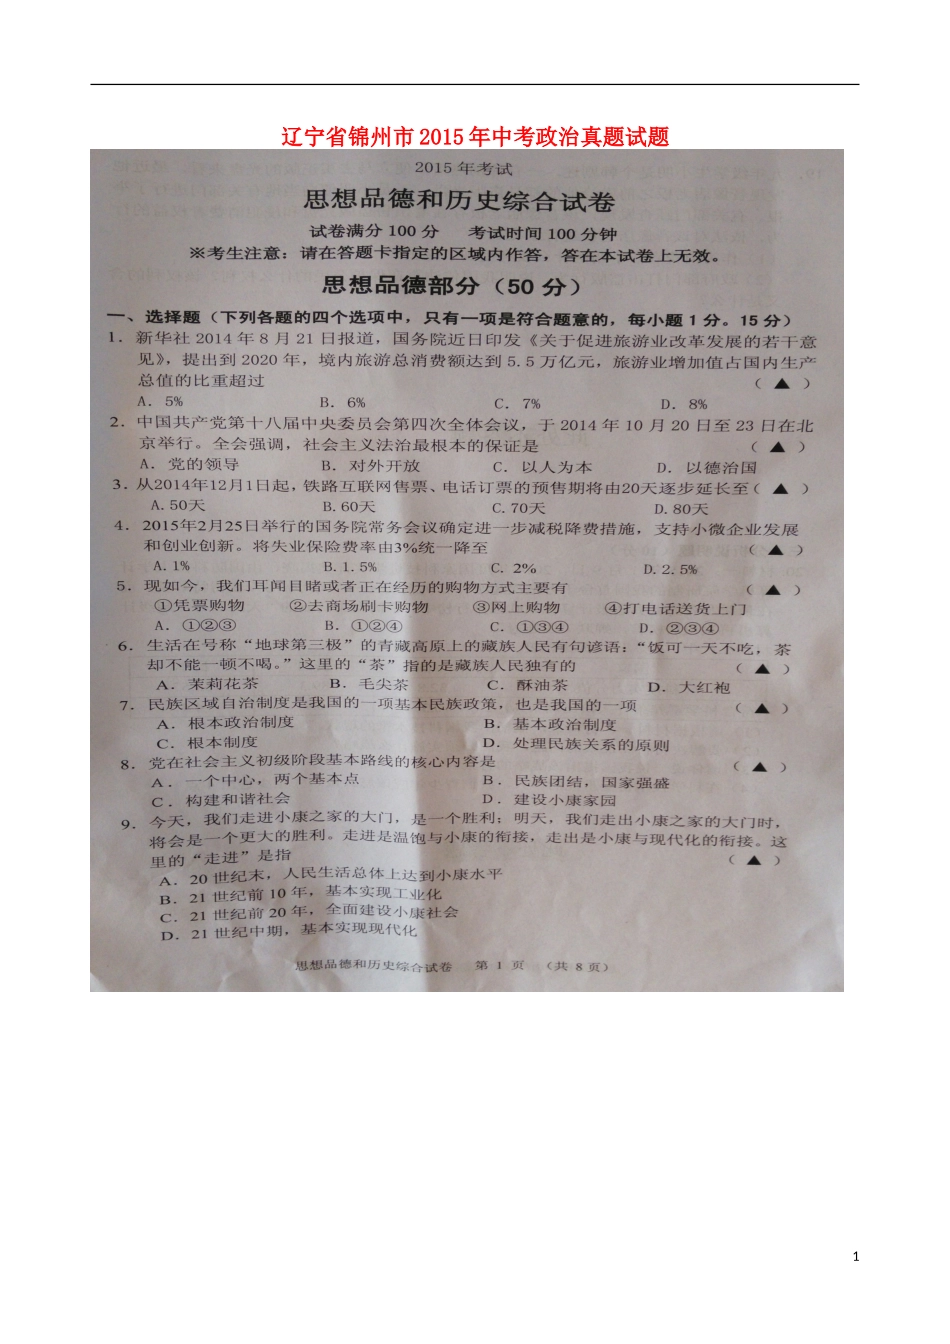 辽宁省锦州市2015年中考政治真题试题
2015年考试
思想品德和历史综合试卷
试卷满分100分 考试时间100分钟
※考生注意：请在答题卡指定的区域内作答，答在本试卷上无效。
思想品德部分（50分）
一、选择题（下列各题的四个选项中，只有一项是符合题意的，每小题1分。15分）
1．新华社2014年8月21日报道，国务院近日印发《关于促进旅游业改革发展的若干意
见》，提出到2020年，境内旅游总消费额达到5.5万亿元，旅游业增加值占国内生产
总值的比重超过 （ ▲ ）
A．5% B．6% C．7% D．8%
2．中国共产党第十八届中央委员会第四次全体会议，于2014年10月20日至23日在北
京举行。全会强调，社会主义法治最根本的保证是 （ ▲ ）
A．党的领导 B．对外开放 C．以人为本 D．以德治国
3．从2014年12月1日起，铁路互联网售票、电话订票的预售期将由20天逐步延长至（ ▲ ）
A.50天 B.60天 C.70天 D.80天
4．2015年2月25日举行的国务院常务会议确定进一步减税降费措施，支持小微企业发展
和创业创新。将失业保险费率由3%统一降至 （ ▲ ）
A.1% B.1.5% C.2% D.2.5%
5．现如今，我们耳闻目睹或者正在经历的购物方式主要有 （ ▲ ）
①凭票购物 ②去商场刷卡购物 ③网上购物 ④打电话送货上门
A．①②③ B．①②④ C．①③④ D．②③④
6．生活在号称“地球第三极”的青藏高原上的藏族人民有句谚语：“饭可一天不吃，茶
却不能一顿不喝。”这里的“茶”指的是藏族人民独有的 （ ▲ ）
A．茉莉花茶 B．毛尖茶 C．酥油茶 D．大红袍
7．民族区域自治制度是我国的一项基本民族政策，也是我国的一项 （ ▲ ）
A．根本政治制度 B．基本政治制度
C．根本制度 D．处理民族关系的原则
8．党在社会主义初级阶段基本路线的核心内容是 （ ▲ ）
A．一个中心，两个基本点 B．民族团结，国家强盛
C．构建和谐社会 D．建设小康家园
9．今天，我们走进小康之家的大门，是一个胜利；明天，我们走出小康之家的大门时，
将会是一个更大的胜利。走进是温饱与小康的衔接，走出是小康与现代化的衔接。这
里的“走进”是指 （ ▲ ）
A．20世纪末，人民生活总体上达到小康水平
B．21世纪前10年，基本实现工业化
C．21世纪前20年，全面建设小康社会
D．21世纪中期，基本实现现代化
思想品德和历史综合试卷 第1页 （共8页）
1